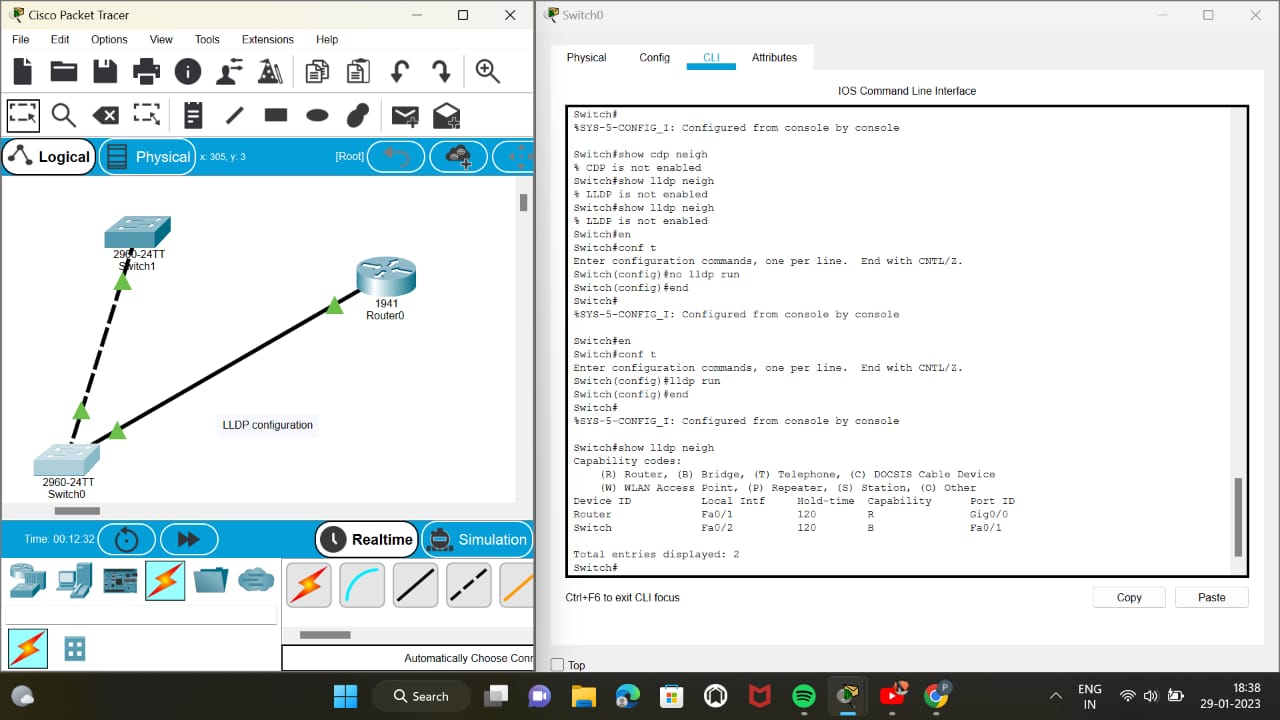 Cisco Packet Tracer
File Edit Options View Tools Extensions Help
Logical Physical x: 305, y: 3 [Root]
2960-24TT
Switch1
1941
Router0
LLDP configuration
2960-24TT
Switch0
Time: 00:12:32 Realtime Simulation
Automatically Choose Conn
Switch0
Physical Config CLI Attributes
IOS Command Line Interface
Switch#
%SYS-5-CONFIG_I: Configured from console by console
Switch#show cdp neigh
% CDP is not enabled
Switch#show lldp neigh
% LLDP is not enabled
Switch#show lldp neigh
% LLDP is not enabled
Switch#en
Switch#conf t
Enter configuration commands, one per line. End with CNTL/Z.
Switch(config)#no lldp run
Switch(config)#end
Switch#
%SYS-5-CONFIG_I: Configured from console by console
Switch#en
Switch#conf t
Enter configuration commands, one per line. End with CNTL/Z.
Switch(config)#lldp run
Switch(config)#end
Switch#
%SYS-5-CONFIG_I: Configured from console by console
Switch#show lldp neigh
Capability codes:
(R) Router, (B) Bridge, (T) Telephone, (C) DOCSIS Cable Device
(W) WLAN Access Point, (P) Repeater, (S) Station, (O) Other
Device ID Local Intf Hold-time Capability Port ID
Router Fa0/1 120 R Gig0/0
Switch Fa0/2 120 B Fa0/1
Total entries displayed: 2
Switch#
Ctrl+F6 to exit CLI focus Copy Paste
Top
Search
ENG
IN
18:38
29-01-2023